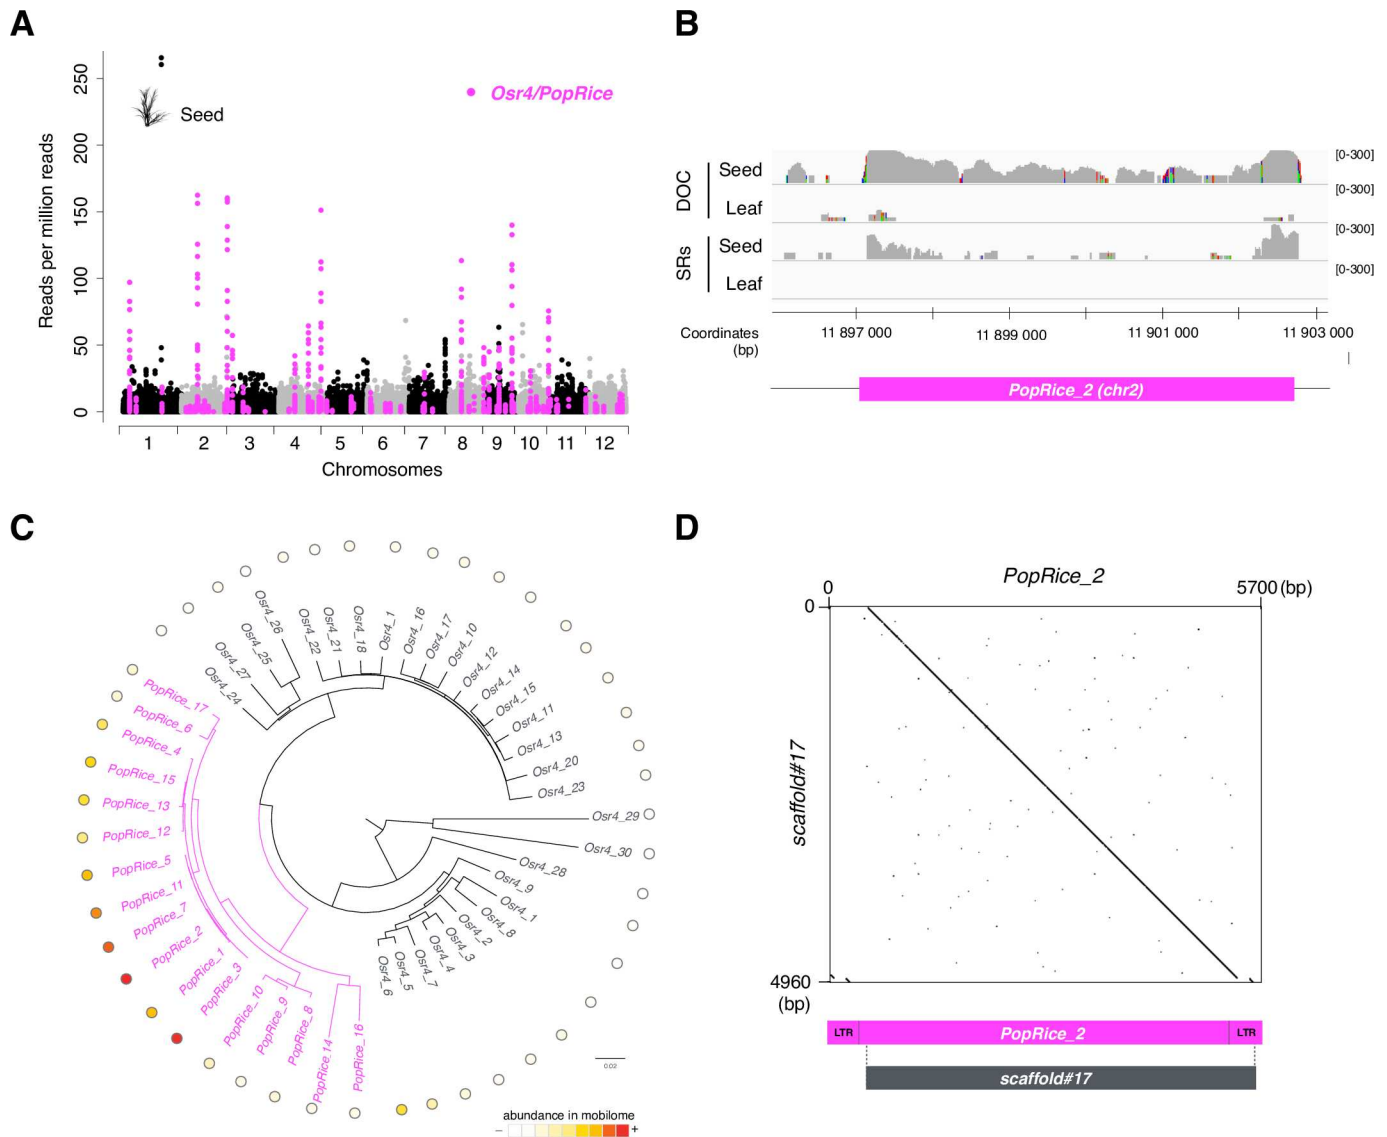 A
Reads per million reads
250
200
150
100
50
0
Seed
Osr4/PopRice
1 2 3 4 5 6 7 8 9 10 11 12
Chromosomes
B
DOC
Seed
[0-300]
Leaf
[0-300]
SRs
Seed
[0-300]
Leaf
[0-300]
Coordinates
(bp)
11 897 000
11 899 000
11 901 000
11 903 000
PopRice_2 (chr2)
C
Osr4_26
Osr4_25
Osr4_27
Osr4_24
Osr4_22
Osr4_21
Osr4_18
Osr4_1
Osr4_16
Osr4_17
Osr4_10
Osr4_12
Osr4_14
Osr4_15
Osr4_11
Osr4_13
Osr4_20
Osr4_23
Osr4_29
Osr4_30
Osr4_28
Osr4_9
Osr4_1
Osr4_8
Osr4_2
Osr4_3
Osr4_4
Osr4_7
Osr4_5
Osr4_6
PopRice_16
PopRice_14
PopRice_8
PopRice_9
PopRice_10
PopRice_3
PopRice_1
PopRice_2
PopRice_7
PopRice_11
PopRice_5
PopRice_12
PopRice_13
PopRice_15
PopRice_4
PopRice_6
PopRice_17
0.02
abundance in mobilome
– +
D
PopRice_2
0
5700 (bp)
0
scaffold#17
4960
(bp)
LTR PopRice_2 LTR
scaffold#17